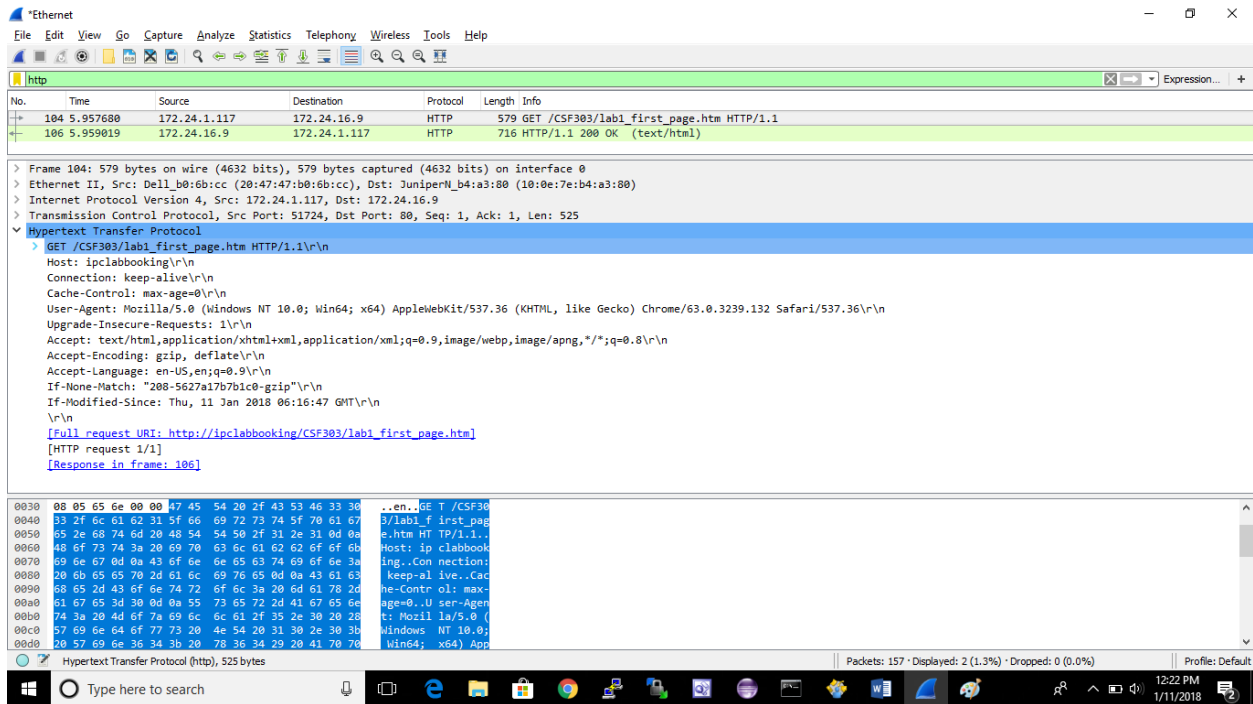 *Ethernet
File Edit View Go Capture Analyze Statistics Telephony Wireless Tools Help
http Expression... +
No. Time Source Destination Protocol Length Info
104 5.957680 172.24.1.117 172.24.16.9 HTTP 579 GET /CSF303/lab1_first_page.htm HTTP/1.1
106 5.959019 172.24.16.9 172.24.1.117 HTTP 716 HTTP/1.1 200 OK (text/html)
> Frame 104: 579 bytes on wire (4632 bits), 579 bytes captured (4632 bits) on interface 0
> Ethernet II, Src: Dell_b0:6b:cc (20:47:47:b0:6b:cc), Dst: JuniperN_b4:a3:80 (10:0e:7e:b4:a3:80)
> Internet Protocol Version 4, Src: 172.24.1.117, Dst: 172.24.16.9
> Transmission Control Protocol, Src Port: 51724, Dst Port: 80, Seq: 1, Ack: 1, Len: 525
Hypertext Transfer Protocol
> GET /CSF303/lab1_first_page.htm HTTP/1.1\r\n
Host: ipclabbooking\r\n
Connection: keep-alive\r\n
Cache-Control: max-age=0\r\n
User-Agent: Mozilla/5.0 (Windows NT 10.0; Win64; x64) AppleWebKit/537.36 (KHTML, like Gecko) Chrome/63.0.3239.132 Safari/537.36\r\n
Upgrade-Insecure-Requests: 1\r\n
Accept: text/html,application/xhtml+xml,application/xml;q=0.9,image/webp,image/apng,*/*;q=0.8\r\n
Accept-Encoding: gzip, deflate\r\n
Accept-Language: en-US,en;q=0.9\r\n
If-None-Match: "208-5627a17b7b1c0-gzip"\r\n
If-Modified-Since: Thu, 11 Jan 2018 06:16:47 GMT\r\n
\r\n
[Full request URI: http://ipclabbooking/CSF303/lab1_first_page.htm]
[HTTP request 1/1]
[Response in frame: 106]
0030 08 05 65 6e 00 00 47 45 54 20 2f 43 53 46 33 30 ..en..GE T /CSF30
0040 33 2f 6c 61 62 31 5f 66 69 72 73 74 5f 70 61 67 3/lab1_f irst_pag
0050 65 2e 68 74 6d 20 48 54 54 50 2f 31 2e 31 0d 0a e.htm HT TP/1.1..
0060 48 6f 73 74 3a 20 69 70 63 6c 61 62 62 6f 6f 6b Host: ip clabbook
0070 69 6e 67 0d 0a 43 6f 6e 6e 65 63 74 69 6f 6e 3a ing..Con nection:
0080 20 6b 65 65 70 2d 61 6c 69 76 65 0d 0a 43 61 63 keep-al ive..Cac
0090 68 65 2d 43 6f 6e 74 72 6f 6c 3a 20 6d 61 78 2d he-Contr ol: max-
00a0 61 67 65 3d 30 0d 0a 55 73 65 72 2d 41 67 65 6e age=0..U ser-Agen
00b0 74 3a 20 4d 6f 7a 69 6c 6c 61 2f 35 2e 30 20 28 t: Mozil la/5.0 (
00c0 57 69 6e 64 6f 77 73 20 4e 54 20 31 30 2e 30 3b Windows NT 10.0;
00d0 20 57 69 6e 36 34 3b 20 78 36 34 29 20 41 70 70 Win64; x64) App
Hypertext Transfer Protocol (http), 525 bytes Packets: 157 · Displayed: 2 (1.3%) · Dropped: 0 (0.0%) Profile: Default
Type here to search 12:22 PM
1/11/2018 2